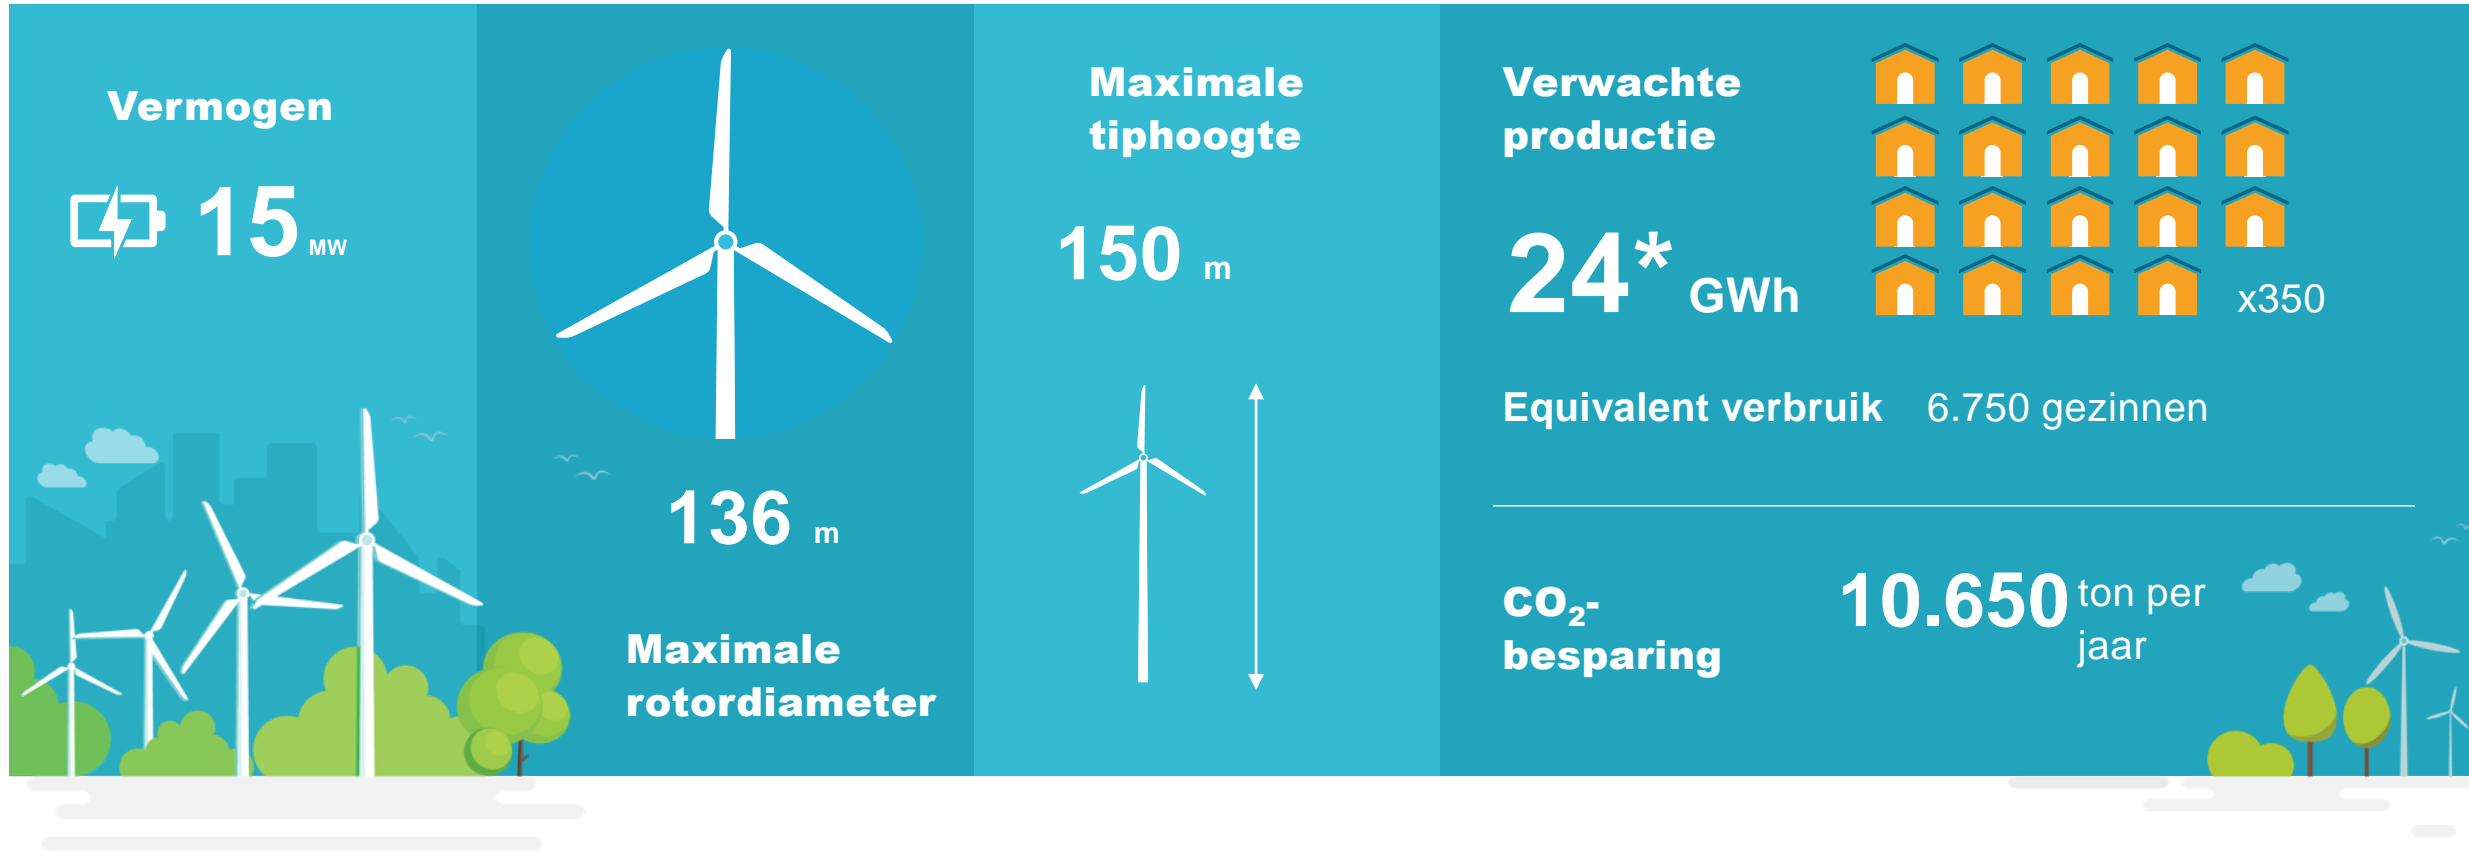 Vermogen
15 MW
136 m
Maximale
rotordiameter
Maximale
tiphoogte
150 m
Verwachte
productie
24* GWh
x350
Equivalent verbruik 6.750 gezinnen
CO₂-
besparing
10.650 ton per
jaar